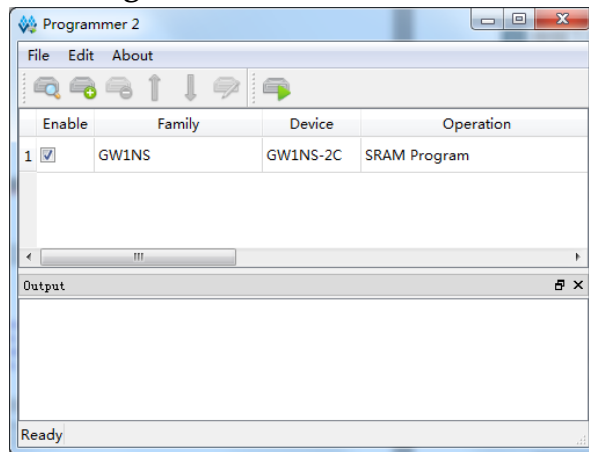 Programmer 2
File Edit About
Enable Family Device Operation
1 GW1NS GW1NS-2C SRAM Program
Output
Ready